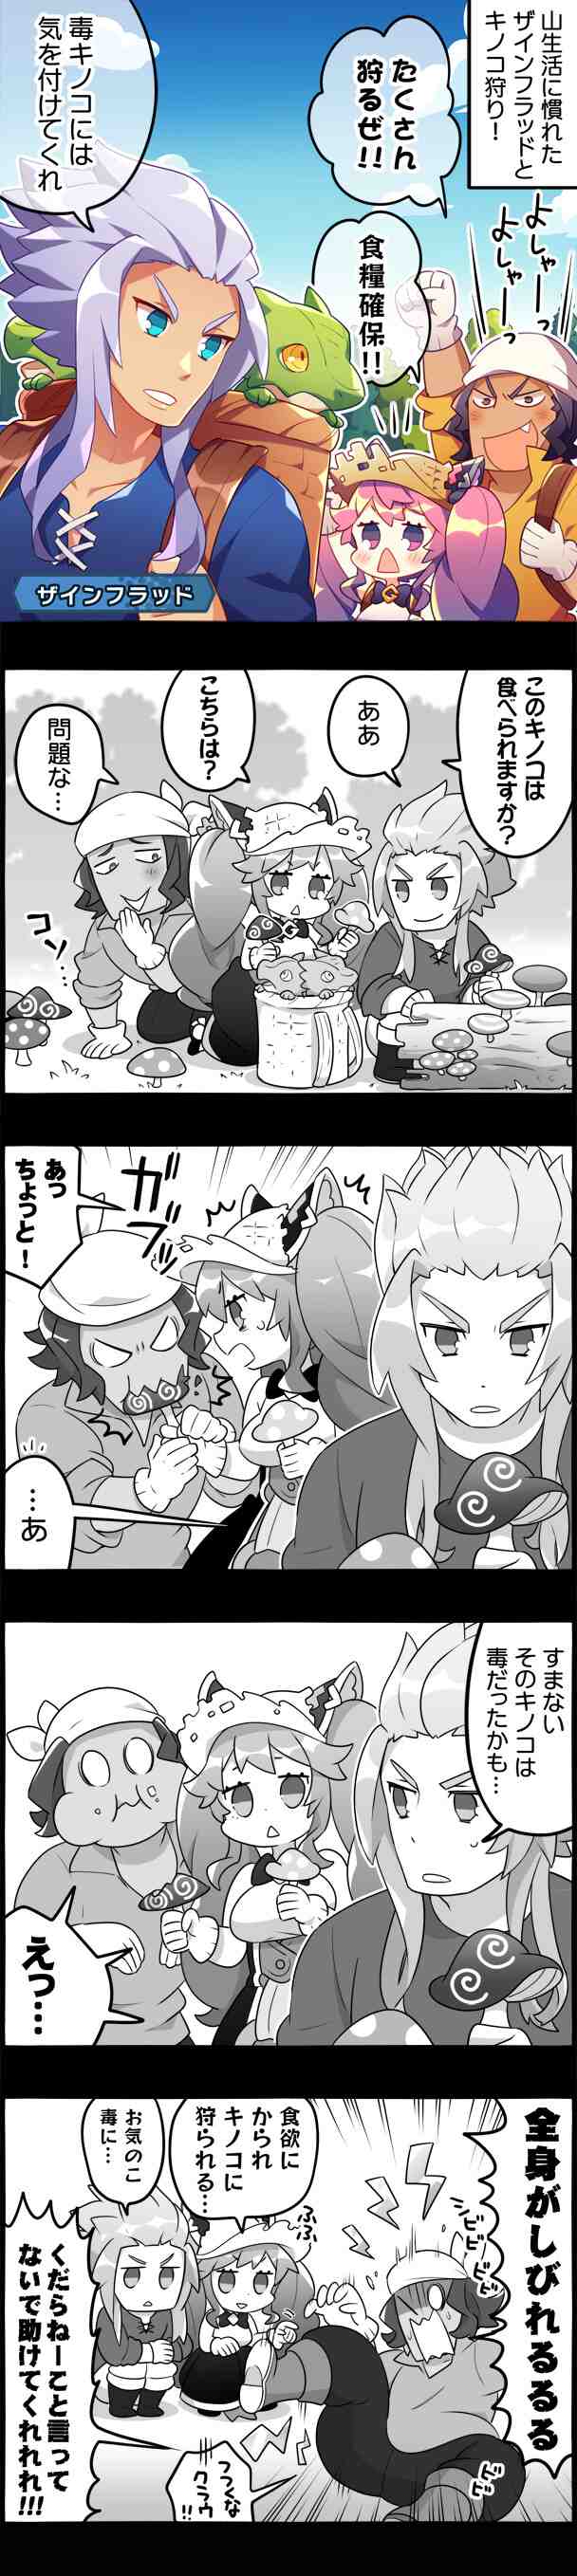 山生活に慣れた
ザインフラッドと
キノコ狩り！
たくさん
狩るぜ!!
よしゃーっ
よしゃーっ
食糧確保!!
毒キノコには
気を付けてくれ
ザインフラッド
このキノコは
食べられますか？
ああ
こちらは？
問題な…
コソ…
ガブッ
あっ
ちょっと！
…あ
すまない
そのキノコは
毒だったかも…
えっ…
全身がしびれるるる
シビビビビ
食欲に
かられ
キノコに
狩られる…
ふふ
お気のこ
毒に…
くだらねーこと言って
ないで助けてくれれれ!!!